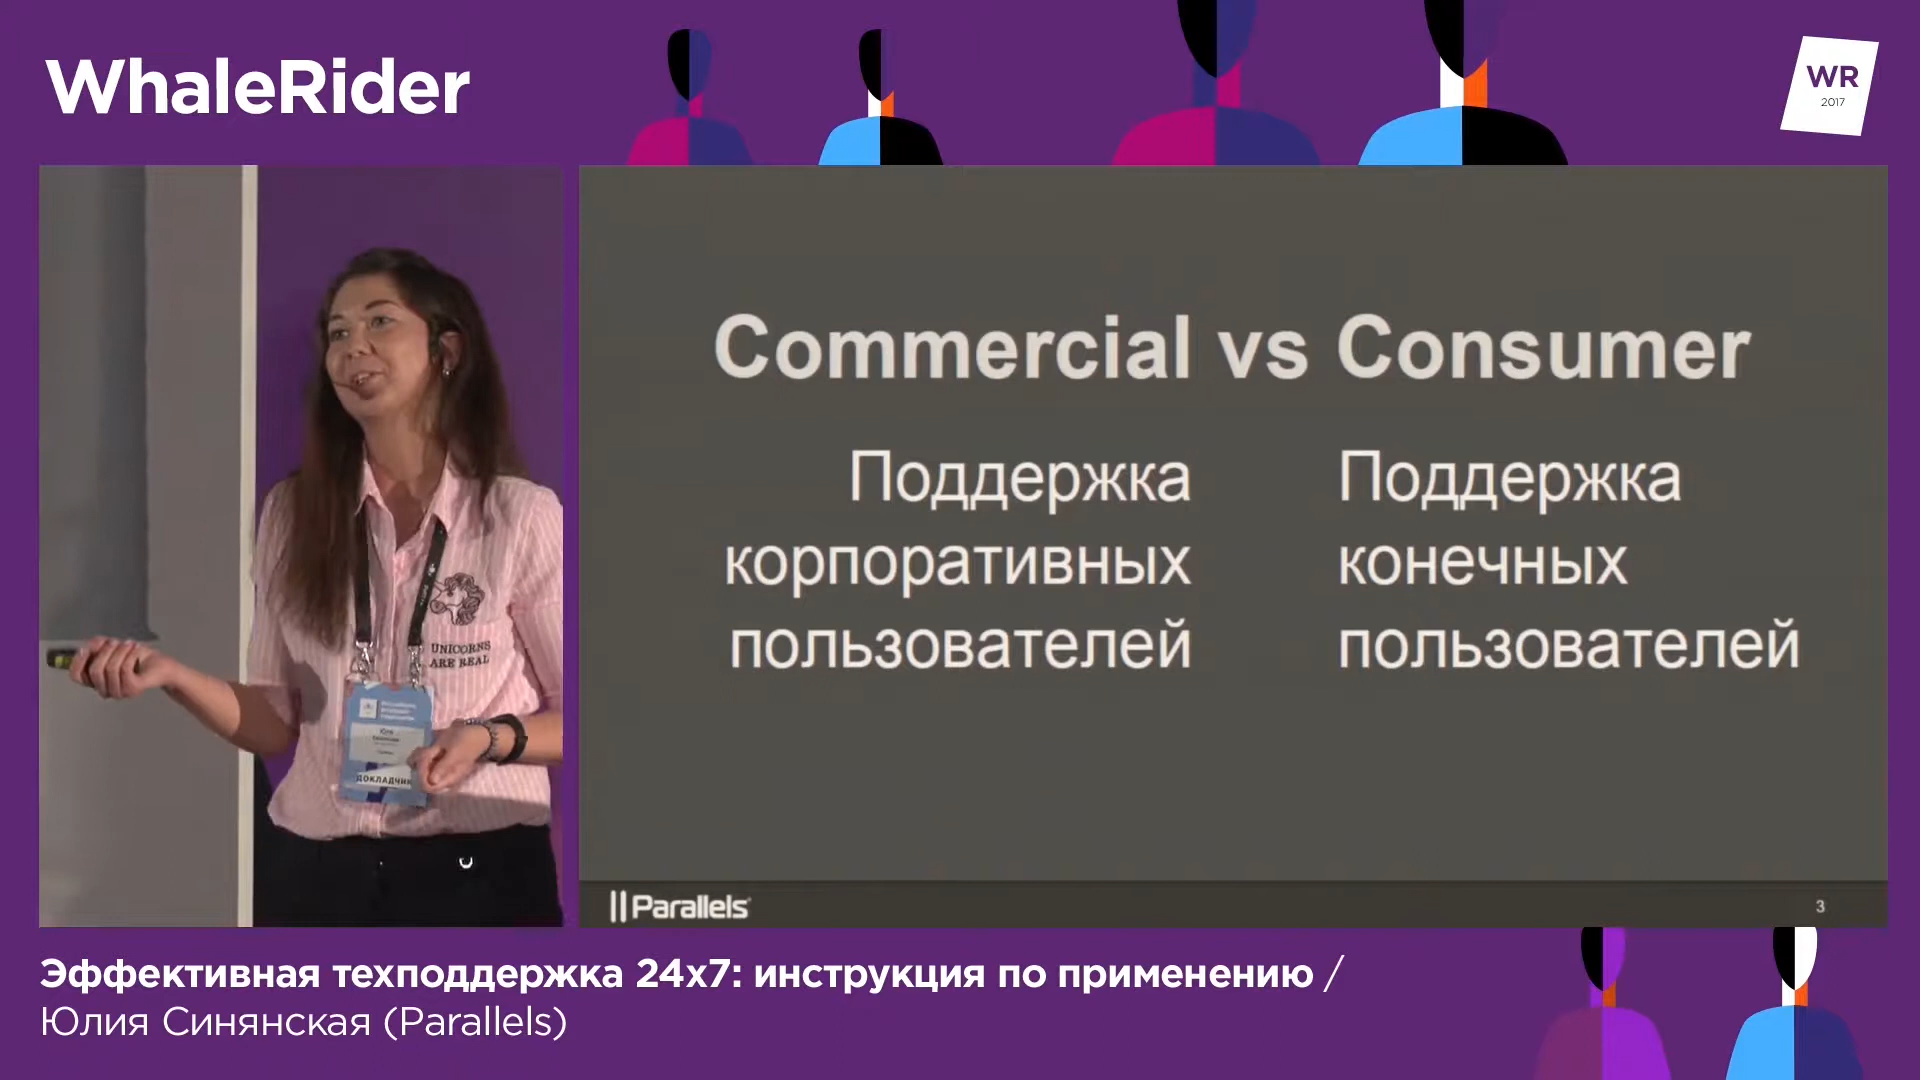 WhaleRider
WR
2017
Commercial vs Consumer
Поддержка
корпоративных
пользователей
Поддержка
конечных
пользователей
UNICORNS
ARE REAL
ДОКЛАДЧИК
Parallels
3
Эффективная техподдержка 24x7: инструкция по применению /
Юлия Синянская (Parallels)